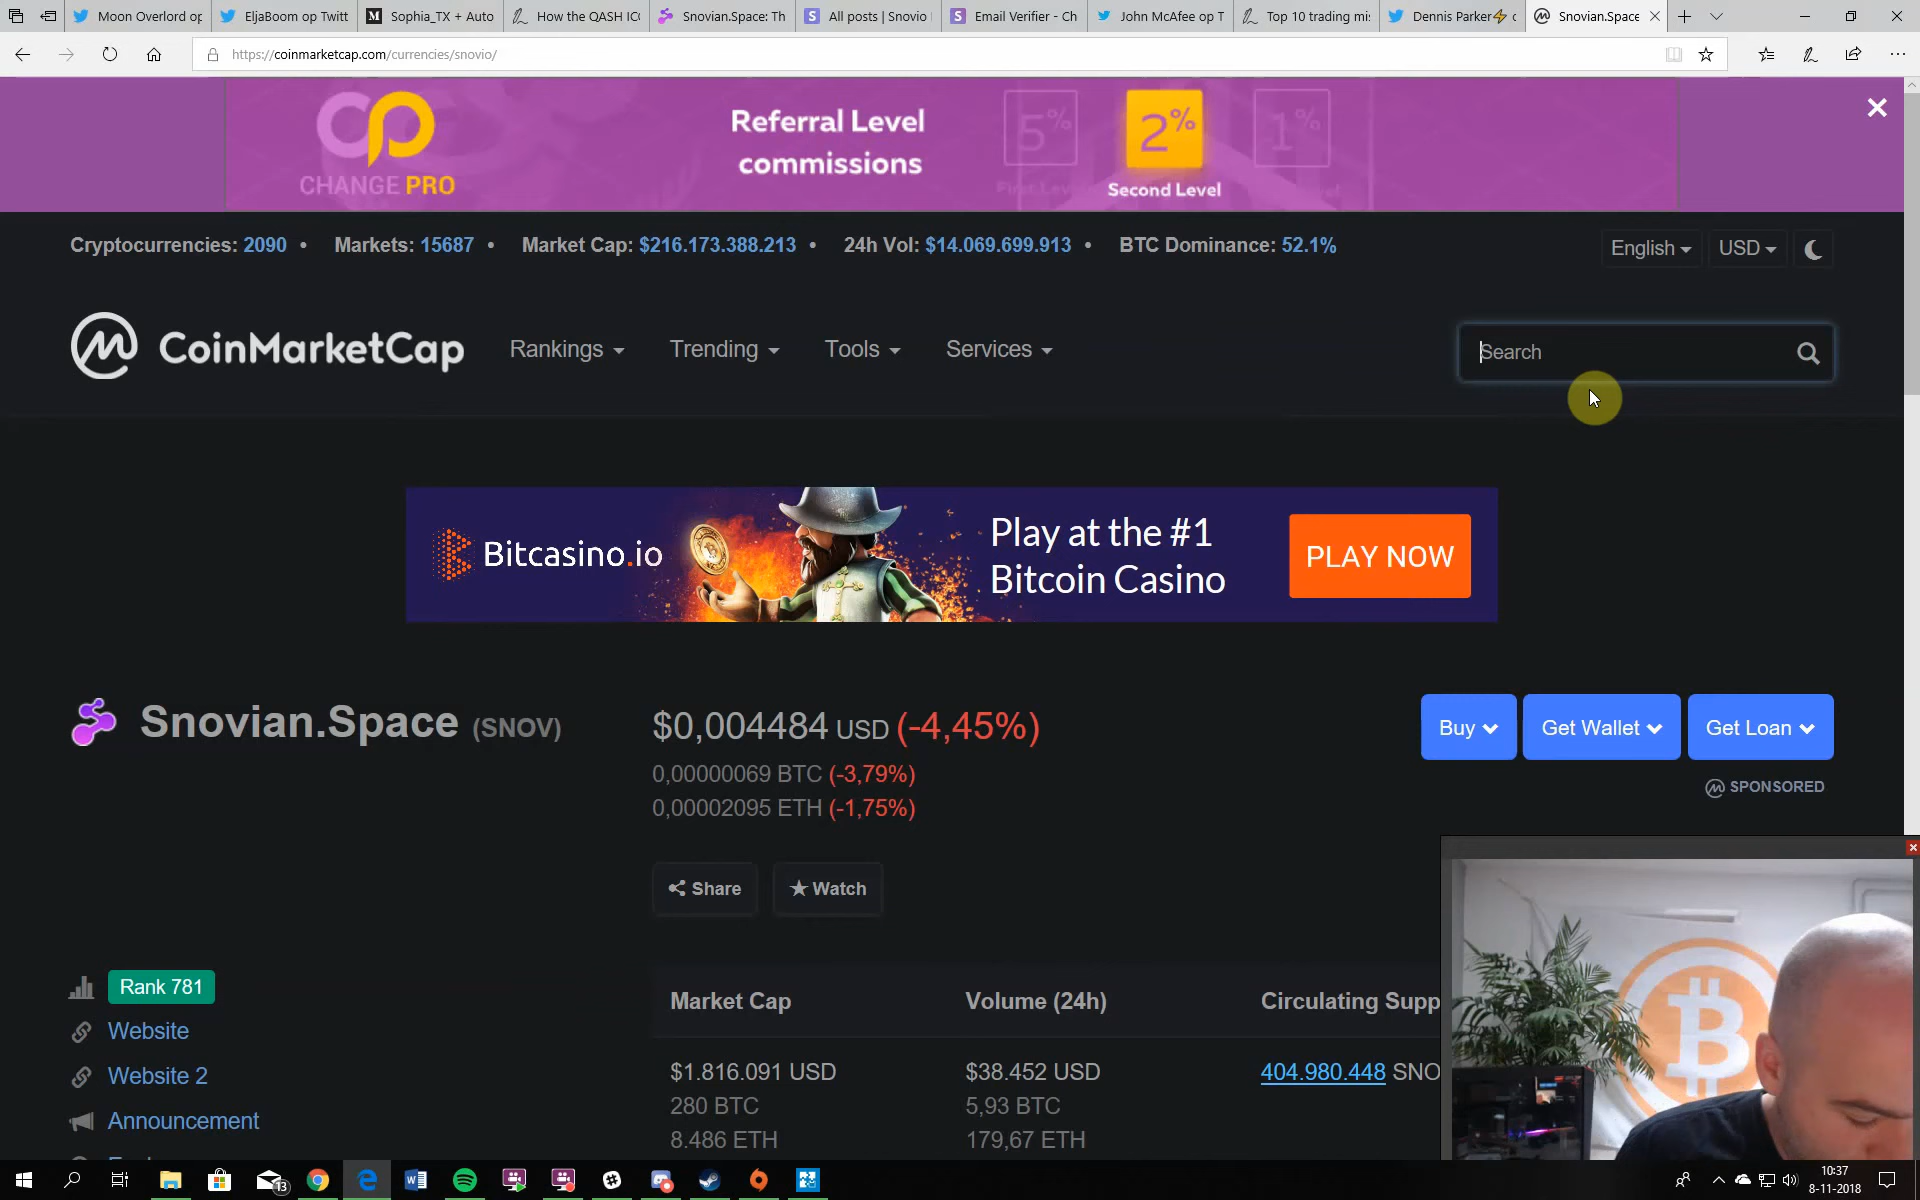 Moon Overlord op
EljaBoom op Twitt
Sophia_TX + Auto
How the QASH ICO
Snovian.Space: Th
All posts | Snovio
Email Verifier - Ch
John McAfee op T
Top 10 trading mis
Dennis Parker⚡ o
Snovian.Space
https://coinmarketcap.com/currencies/snovio/
CHANGE PRO
Referral Level
commissions
5%
2%
1%
Second Level
Cryptocurrencies: 2090 • Markets: 15687 • Market Cap: $216.173.388.213 • 24h Vol: $14.069.699.913 • BTC Dominance: 52.1%
English
USD
CoinMarketCap
Rankings
Trending
Tools
Services
Search
Bitcasino.io
Play at the #1
Bitcoin Casino
PLAY NOW
Snovian.Space (SNOV)
$0,004484 USD (-4,45%)
0,00000069 BTC (-3,79%)
0,00002095 ETH (-1,75%)
Buy
Get Wallet
Get Loan
SPONSORED
Share
Watch
Rank 781
Website
Website 2
Announcement
Market Cap
Volume (24h)
Circulating Supp
$1.816.091 USD
$38.452 USD
404.980.448 SNO
280 BTC
5,93 BTC
8.486 ETH
179,67 ETH
13
10:37
8-11-2018